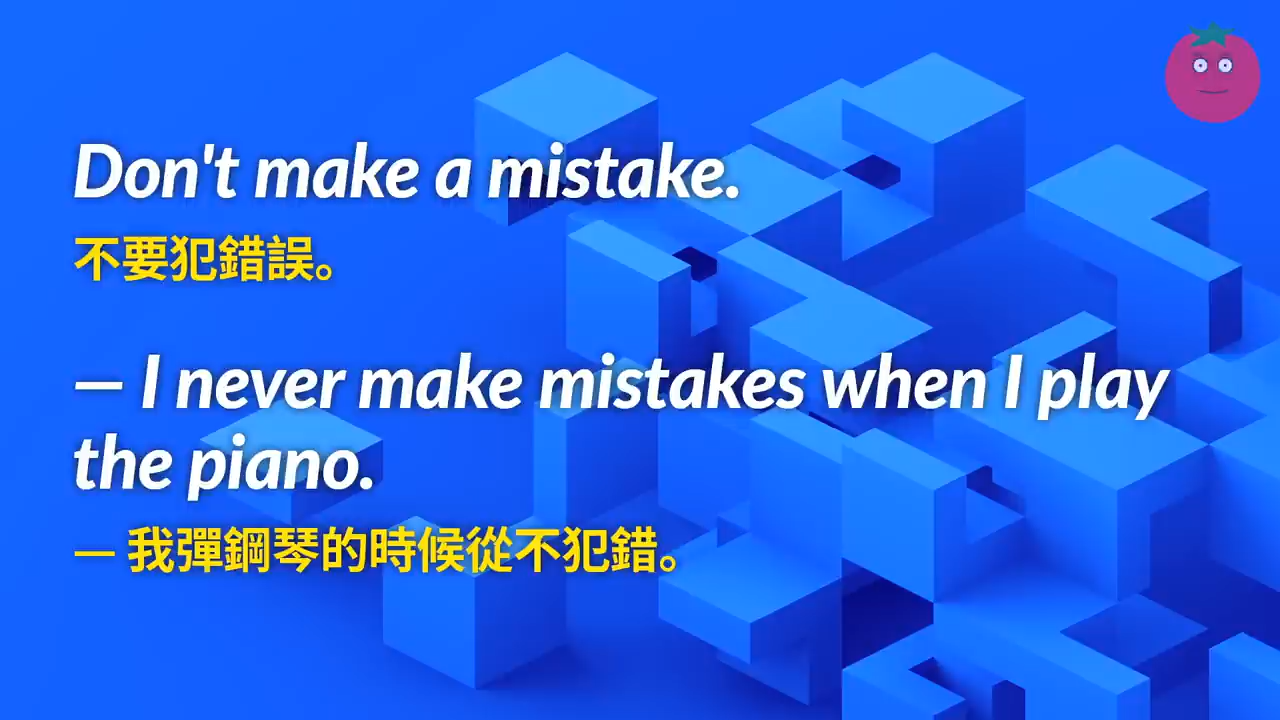 Don't make a mistake.
不要犯錯誤。
— I never make mistakes when I play
the piano.
— 我彈鋼琴的時候從不犯錯。